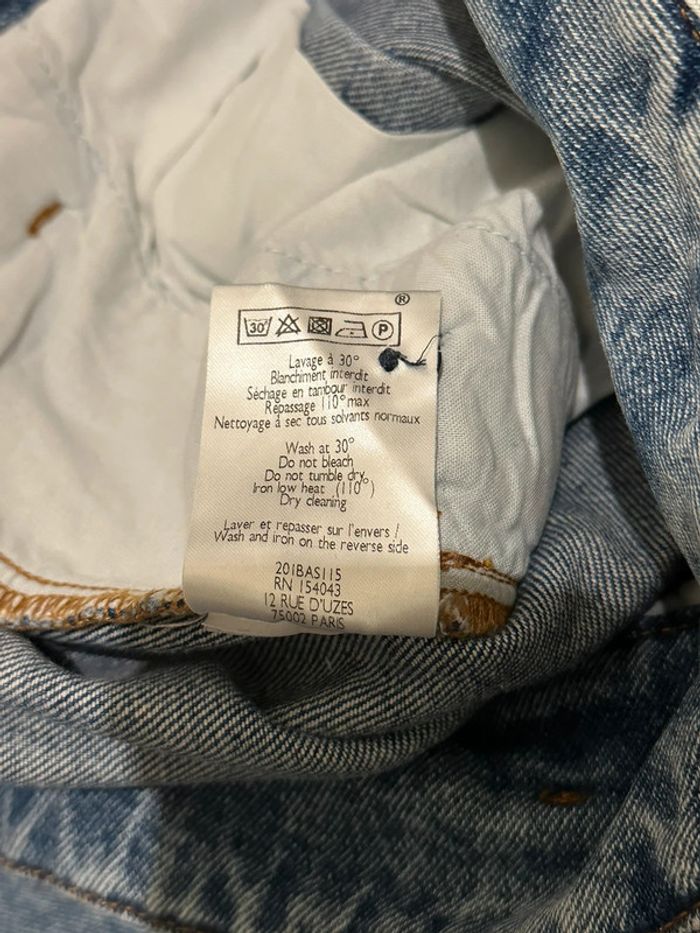 ®
30 P
Lavage à 30°
Blanchiment interdit
Séchage en tambour interdit
Repassage 110° max
Nettoyage à sec tous solvants normaux
Wash at 30°
Do not bleach
Do not tumble dry
Iron low heat (110°)
Dry cleaning
Laver et repasser sur l'envers /
Wash and iron on the reverse side
201BAS115
RN 154043
12 RUE D'UZES
75002 PARIS